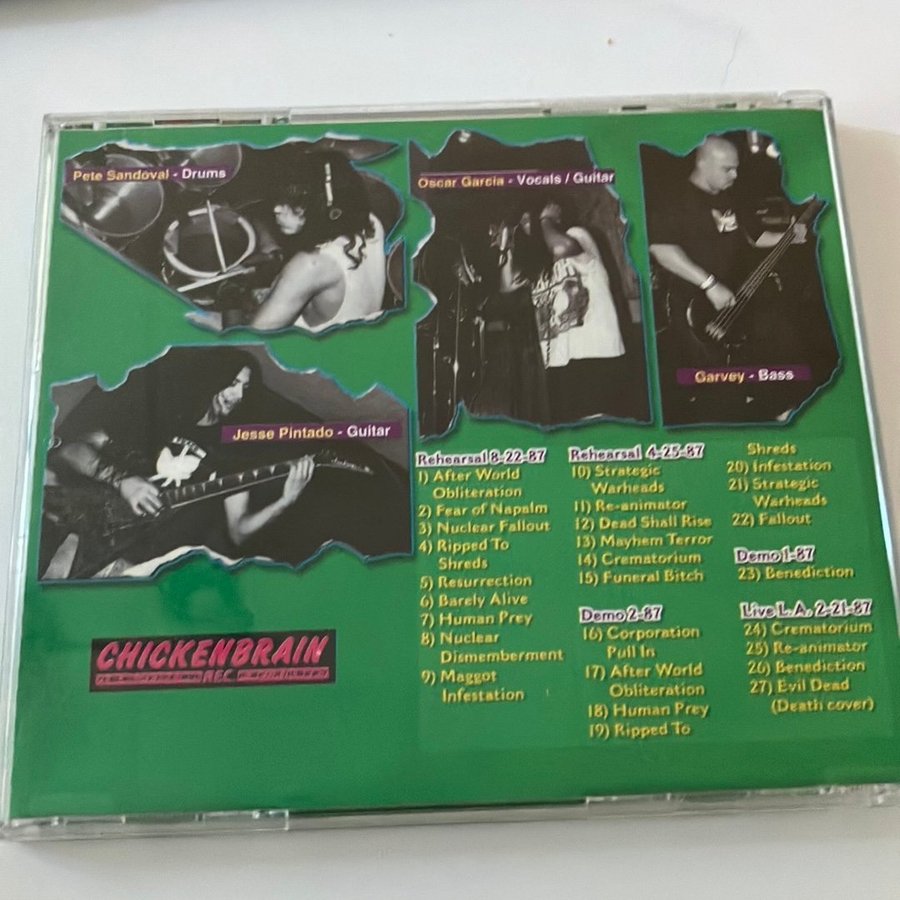 Pete Sandoval - Drums
Oscar Garcia - Vocals / Guitar
Garvey - Bass
Jesse Pintado - Guitar
Rehearsal 8-22-87
1) After World
Obliteration
2) Fear of Napalm
3) Nuclear Fallout
4) Ripped To
Shreds
5) Resurrection
6) Barely Alive
7) Human Prey
8) Nuclear
Dismemberment
9) Maggot
Infestation
Rehearsal 4-25-87
10) Strategic
Warheads
11) Re-animator
12) Dead Shall Rise
13) Mayhem Terror
14) Crematorium
15) Funeral Bitch
Demo 2-87
16) Corporation
Pull In
17) After World
Obliteration
18) Human Prey
19) Ripped To
Shreds
20) Infestation
21) Strategic
Warheads
22) Fallout
Demo 1-87
23) Benediction
Live L.A. 2-21-87
24) Crematorium
25) Re-animator
26) Benediction
27) Evil Dead
(Death cover)
CHICKENBRAIN
REC